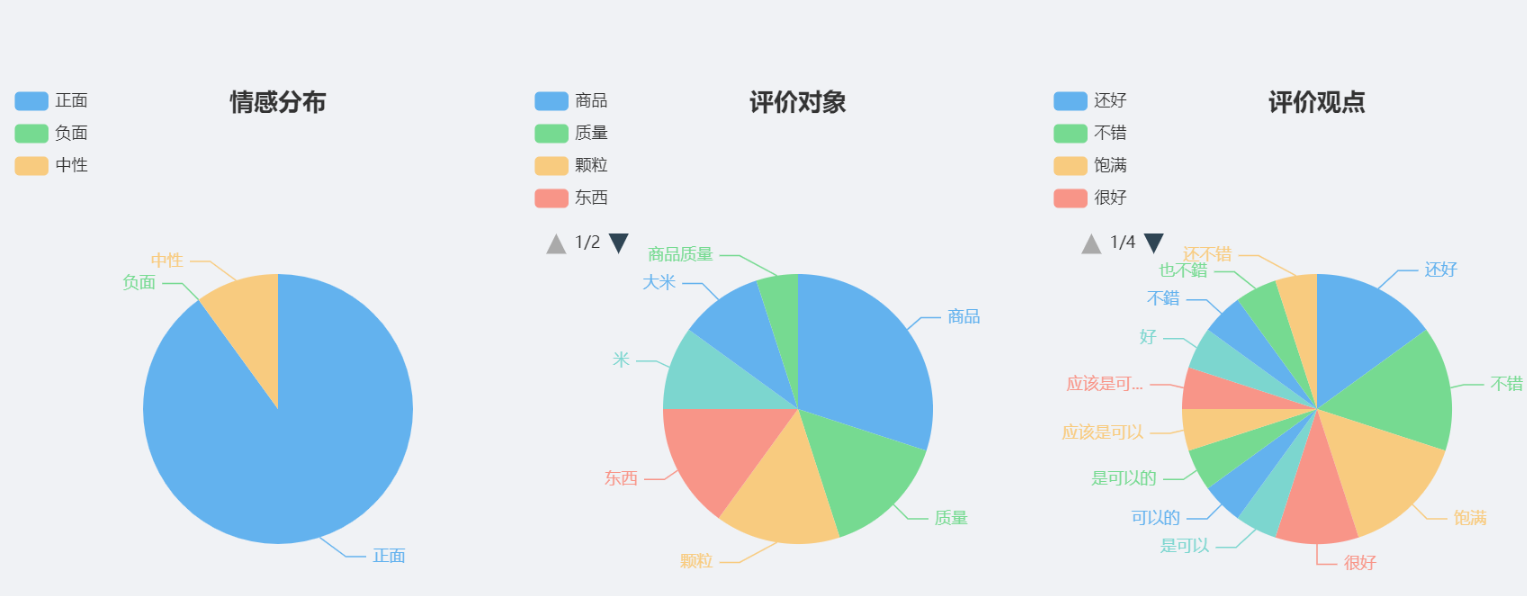 情感分布
正面
负面
中性
中性
负面
正面
评价对象
商品
质量
颗粒
东西
1/2
商品质量
大米
商品
米
东西
质量
颗粒
评价观点
还好
不错
饱满
很好
1/4
还不错
也不錯
还好
不錯
好
应该是可...
不错
应该是可以
是可以的
可以的
饱满
是可以
很好